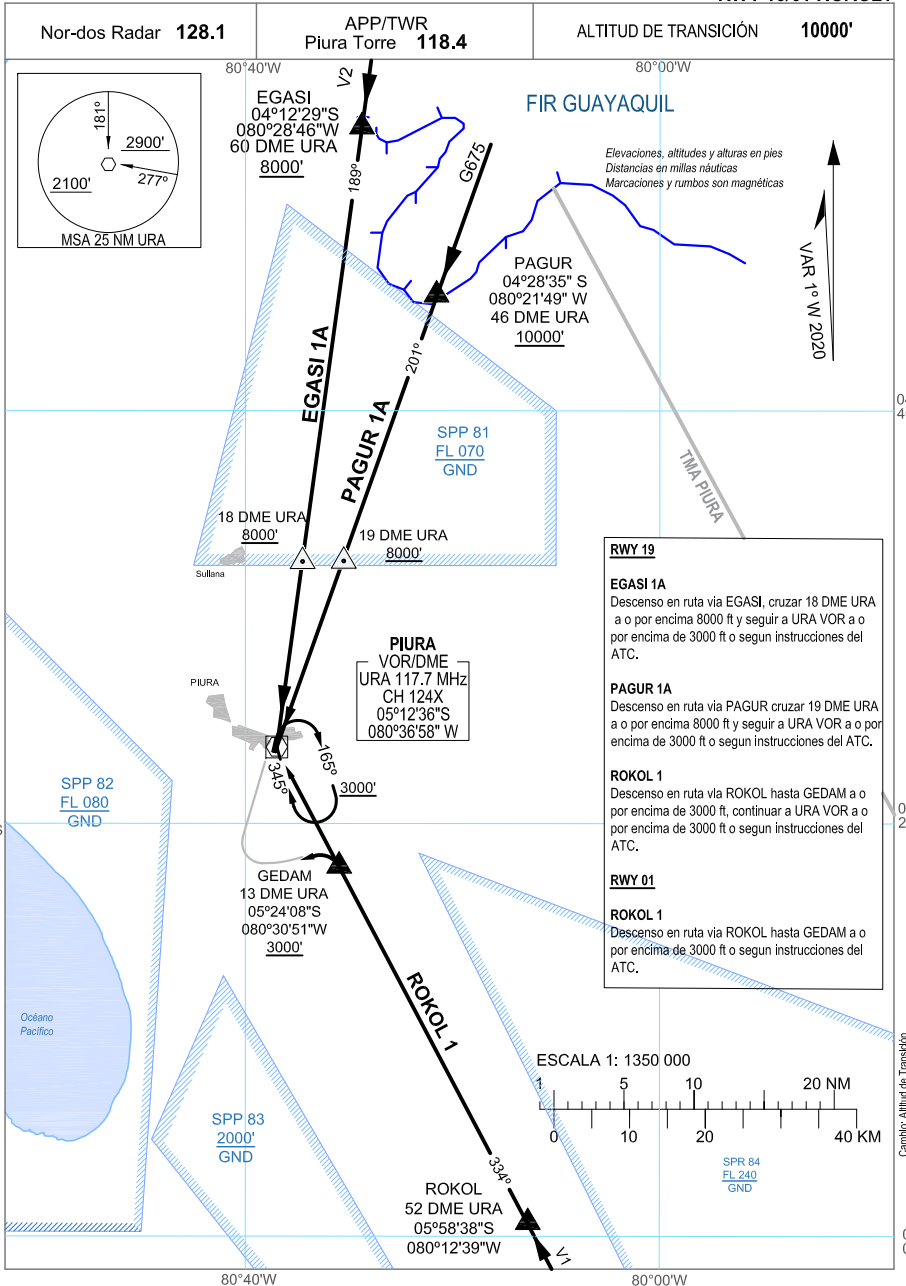 Nor-dos Radar 128.1
APP/TWR
Piura Torre 118.4
ALTITUD DE TRANSICIÓN 10000'
80°40'W
80°00'W
V2
181º
2900'
2100'
277º
MSA 25 NM URA
EGASI
04º12'29"S
080º28'46"W
60 DME URA
8000'
189º
G675
FIR GUAYAQUIL
Elevaciones, altitudes y alturas en pies
Distancias en millas náuticas
Marcaciones y rumbos son magnéticos
VAR 1º W 2020
PAGUR
04º28'35" S
080º21'49" W
46 DME URA
10000'
201º
EGASI 1A
PAGUR 1A
SPP 81
FL 070
GND
TMA PIURA
18 DME URA
8000'
19 DME URA
8000'
Sullana
PIURA
PIURA
VOR/DME
URA 117.7 MHz
CH 124X
05º12'36"S
080º36'58" W
165º
345º
3000'
SPP 82
FL 080
GND
GEDAM
13 DME URA
05º24'08"S
080º30'51"W
3000'
RWY 19
EGASI 1A
Descenso en ruta via EGASI, cruzar 18 DME URA
a o por encima 8000 ft y seguir a URA VOR a o
por encima de 3000 ft o segun instrucciones del
ATC.
PAGUR 1A
Descenso en ruta via PAGUR cruzar 19 DME URA
a o por encima 8000 ft y seguir a URA VOR a o por
encima de 3000 ft o segun instrucciones del ATC.
ROKOL 1
Descenso en ruta via ROKOL hasta GEDAM a o
por encima de 3000 ft, continuar a URA VOR a o
por encima de 3000 ft o segun instrucciones del
ATC.
RWY 01
ROKOL 1
Descenso en ruta via ROKOL hasta GEDAM a o
por encima de 3000 ft o segun instrucciones del
ATC.
Océano
Pacífico
ROKOL 1
SPP 83
2000'
GND
ESCALA 1: 1350 000
1 5 10 20 NM
0 10 20 40 KM
SPR 84
FL 240
GND
334º
ROKOL
52 DME URA
05º58'38"S
080º12'39"W
V1
Cambio: Altitud de Transición
80°40'W
80°00'W